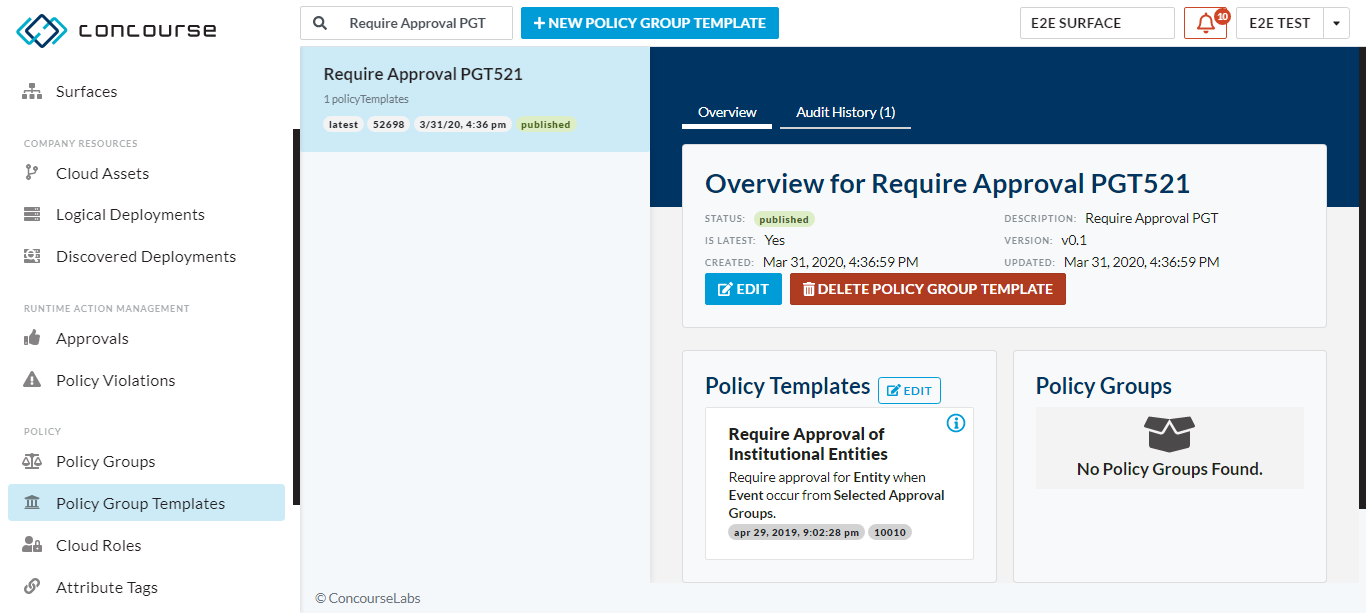 concourse
Require Approval PGT
NEW POLICY GROUP TEMPLATE
E2E SURFACE
10
E2E TEST
Surfaces
COMPANY RESOURCES
Cloud Assets
Logical Deployments
Discovered Deployments
RUNTIME ACTION MANAGEMENT
Approvals
Policy Violations
POLICY
Policy Groups
Policy Group Templates
Cloud Roles
Attribute Tags
Require Approval PGT521
1 policyTemplates
latest 52698 3/31/20, 4:36 pm published
Overview
Audit History (1)
Overview for Require Approval PGT521
STATUS: published
DESCRIPTION: Require Approval PGT
IS LATEST: Yes
VERSION: v0.1
CREATED: Mar 31, 2020, 4:36:59 PM
UPDATED: Mar 31, 2020, 4:36:59 PM
EDIT
DELETE POLICY GROUP TEMPLATE
Policy Templates
EDIT
Require Approval of
Institutional Entities
Require approval for Entity when
Event occur from Selected Approval
Groups.
apr 29, 2019, 9:02:28 pm 10010
Policy Groups
No Policy Groups Found.
© ConcourseLabs